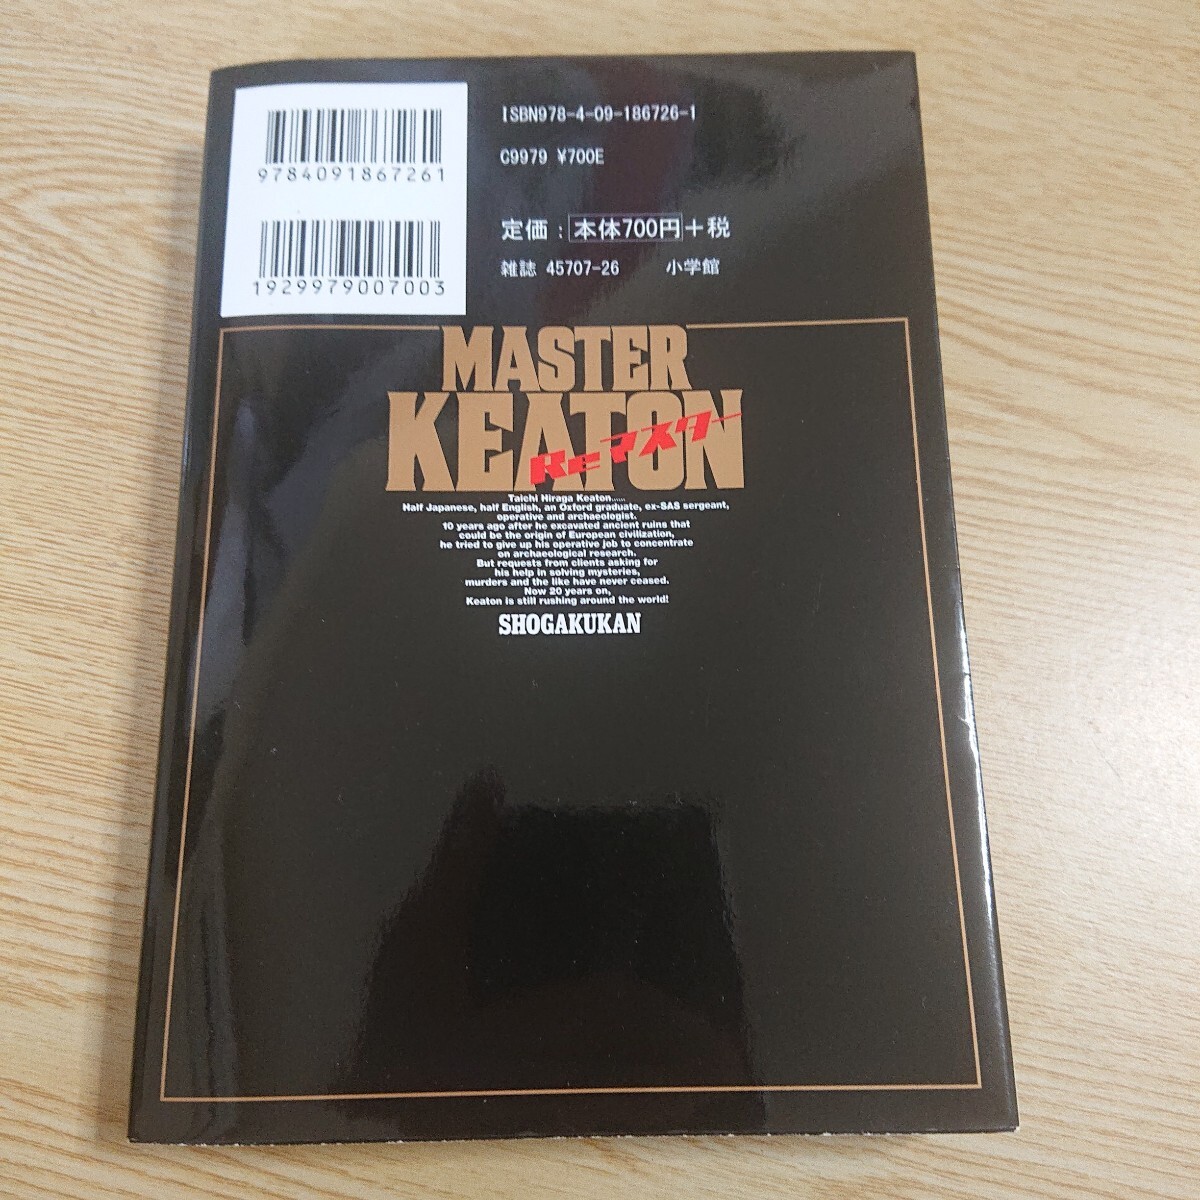 9784091867261
1929979007003
ISBN978-4-09-186726-1
C9979 ¥700E
定価：本体700円＋税
雑誌 45707-26 小学館
MASTER
KEATON
Reマスター
Taichi Hiraga Keaton......
Half Japanese, half English, an Oxford graduate, ex-SAS sergeant,
operative and archaeologist.
10 years ago after he excavated ancient ruins that
could be the origin of European civilization,
he tried to give up his operative job to concentrate
on archaeological research.
But requests from clients asking for
his help in solving mysteries,
murders and the like have never ceased.
Now 20 years on,
Keaton is still rushing around the world!
SHOGAKUKAN